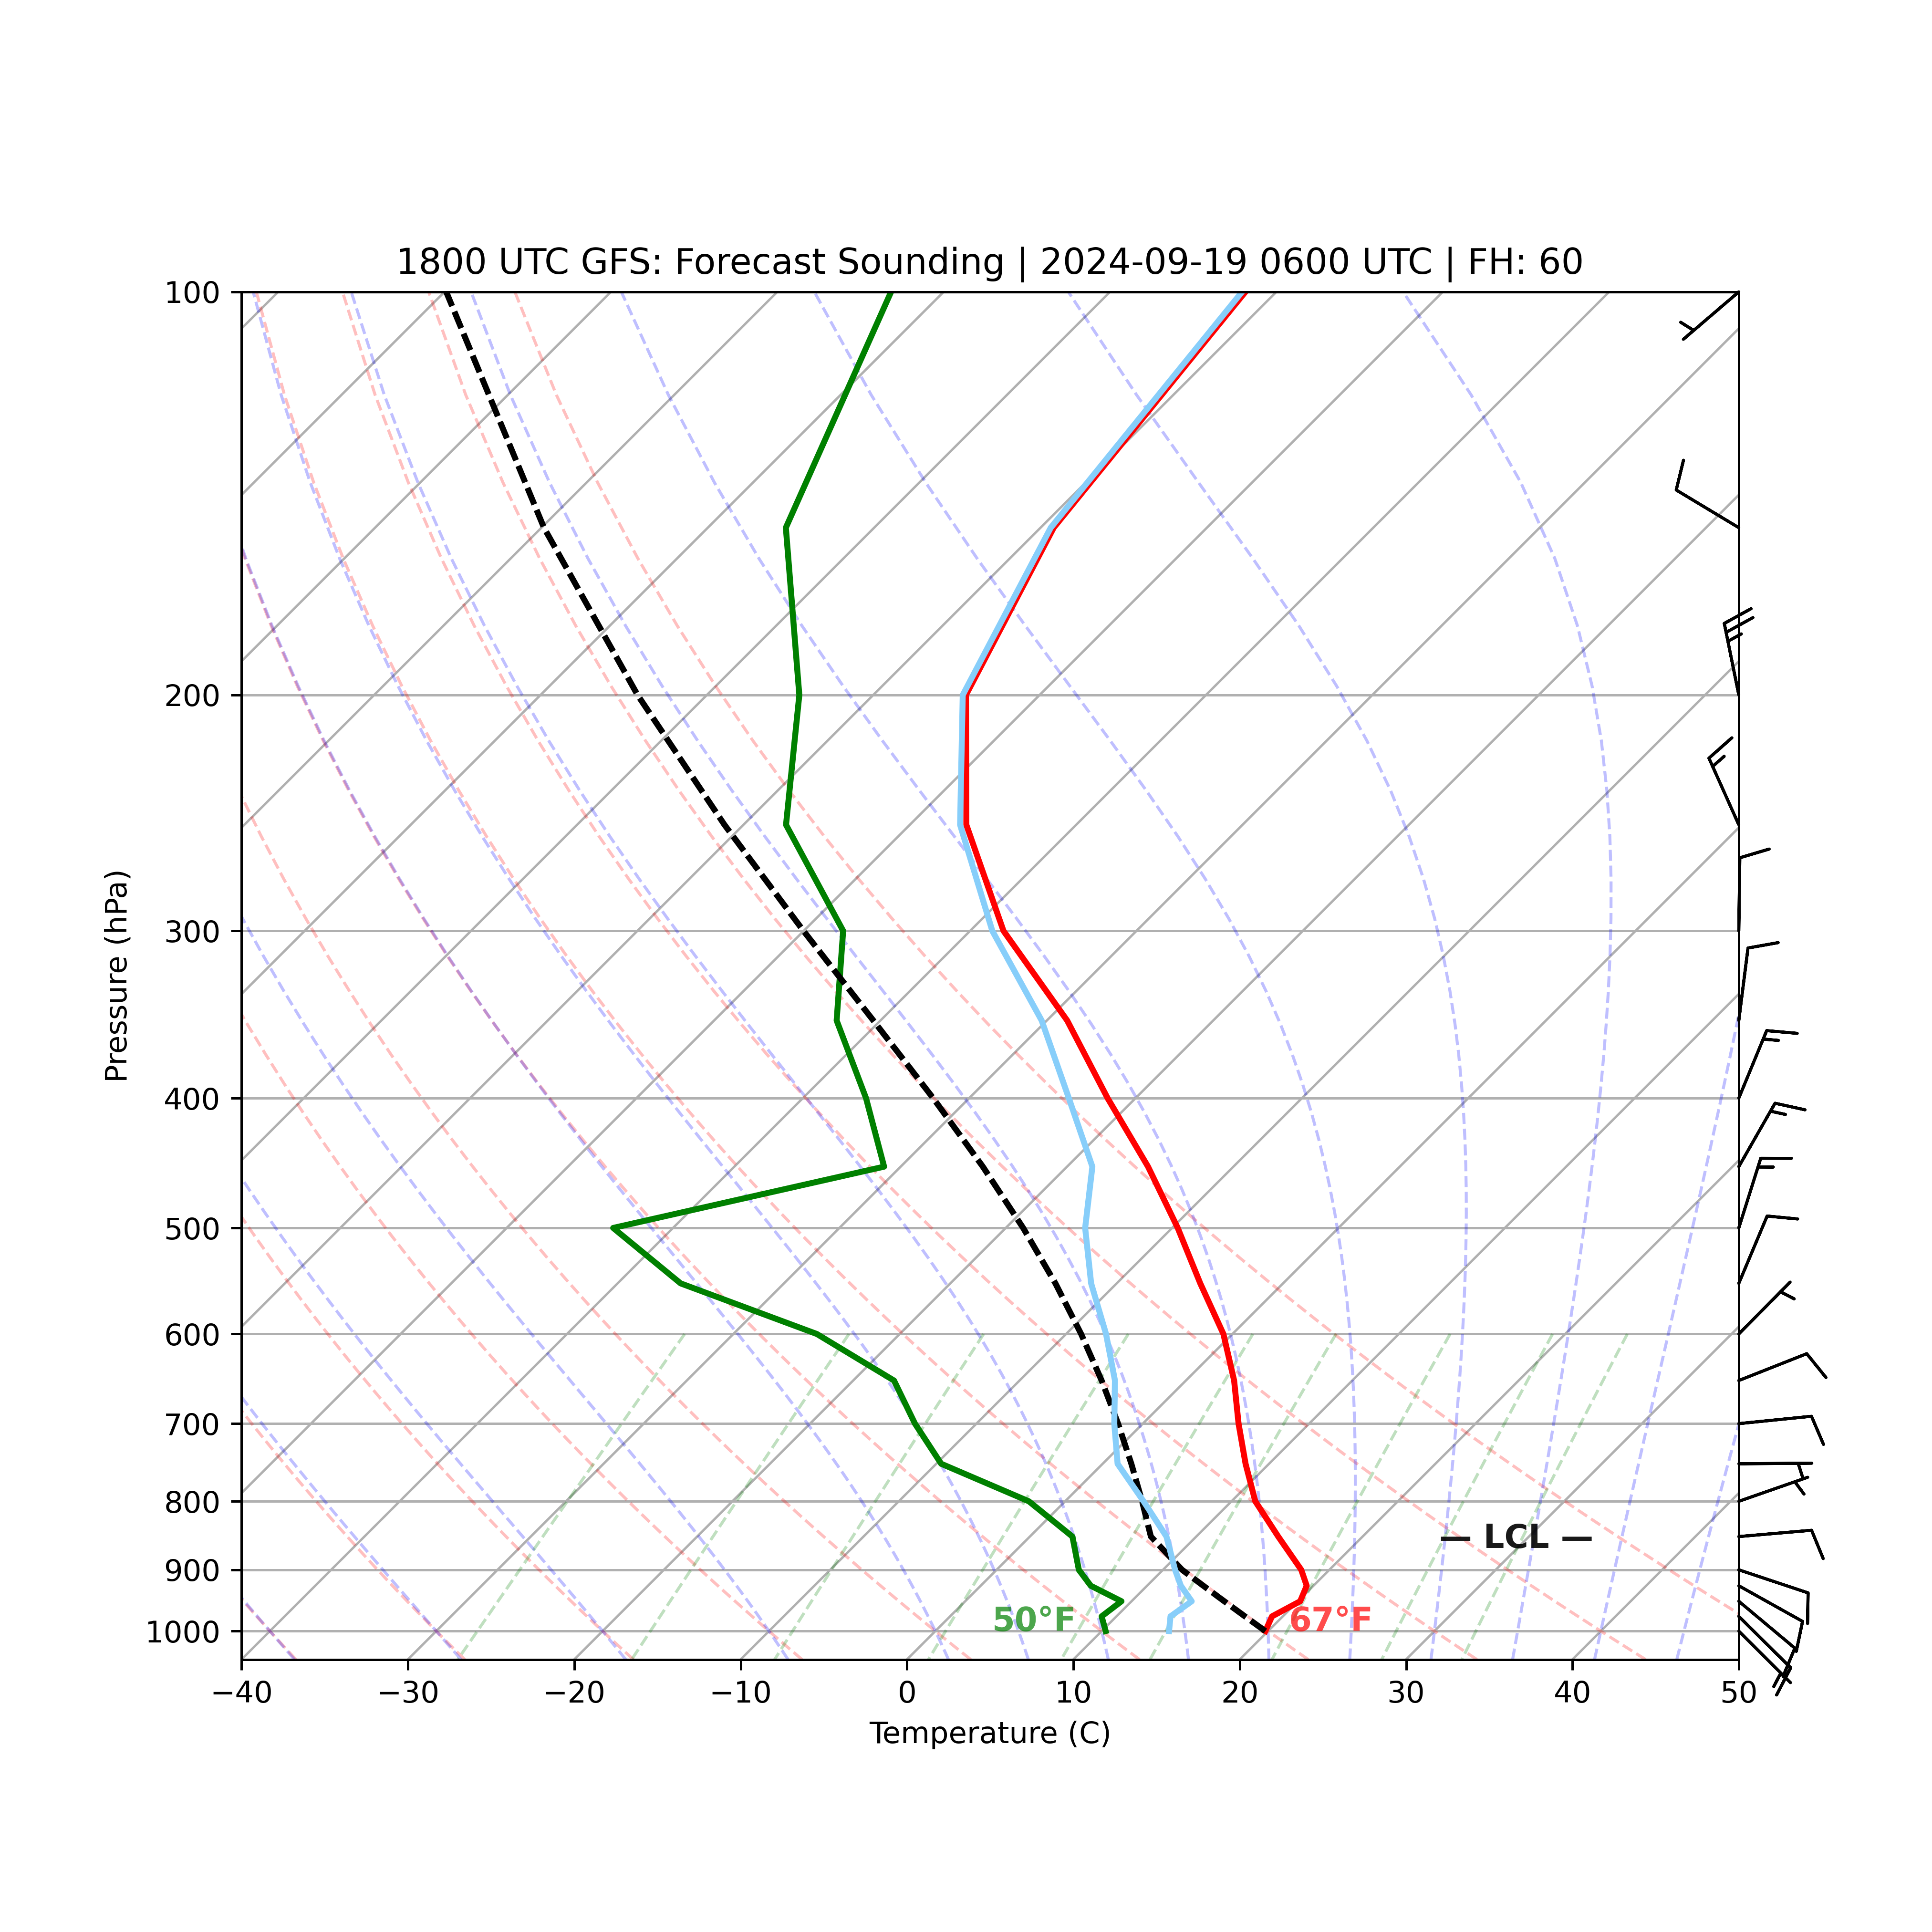 1800 UTC GFS: Forecast Sounding | 2024-09-19 0600 UTC | FH: 60
100
200
300
400
500
600
700
800
900
1000
Pressure (hPa)
— LCL —
50°F
67°F
−40 −30 −20 −10 0 10 20 30 40 50
Temperature (C)